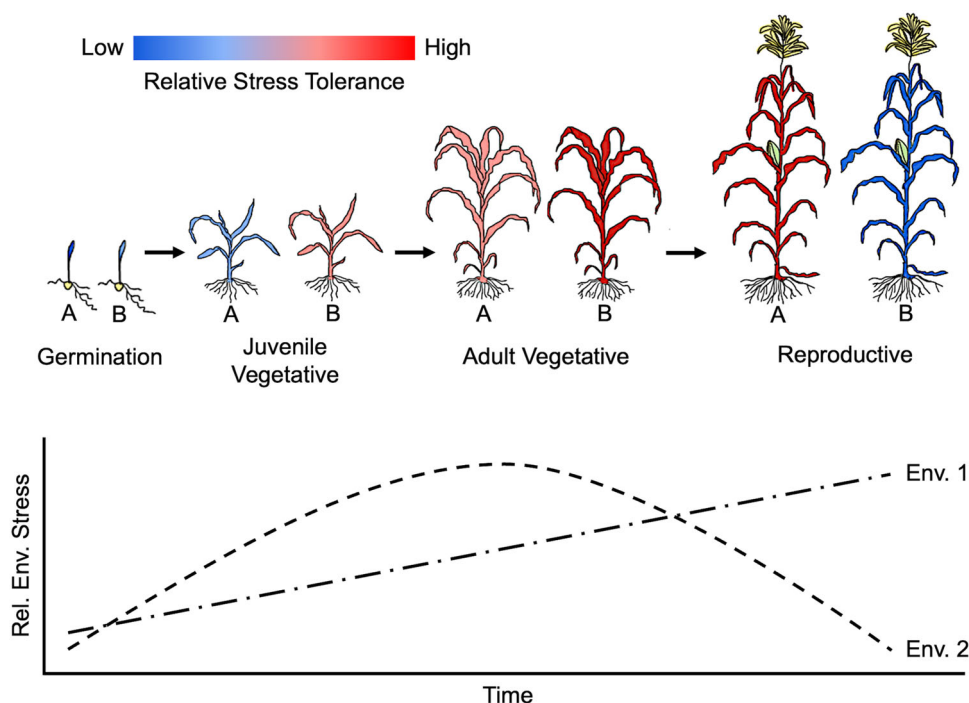 Low High
Relative Stress Tolerance
A B A B A B A B
Germination
Juvenile
Vegetative
Adult Vegetative
Reproductive
Rel. Env. Stress
Env. 1
Env. 2
Time